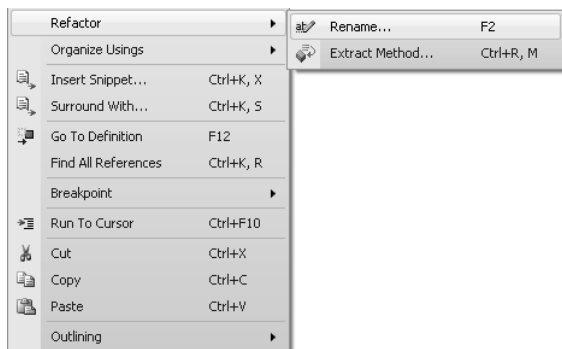 Refactor
Rename... F2
Organize Usings
Extract Method... Ctrl+R, M
Insert Snippet... Ctrl+K, X
Surround With... Ctrl+K, S
Go To Definition F12
Find All References Ctrl+K, R
Breakpoint
Run To Cursor Ctrl+F10
Cut Ctrl+X
Copy Ctrl+C
Paste Ctrl+V
Outlining